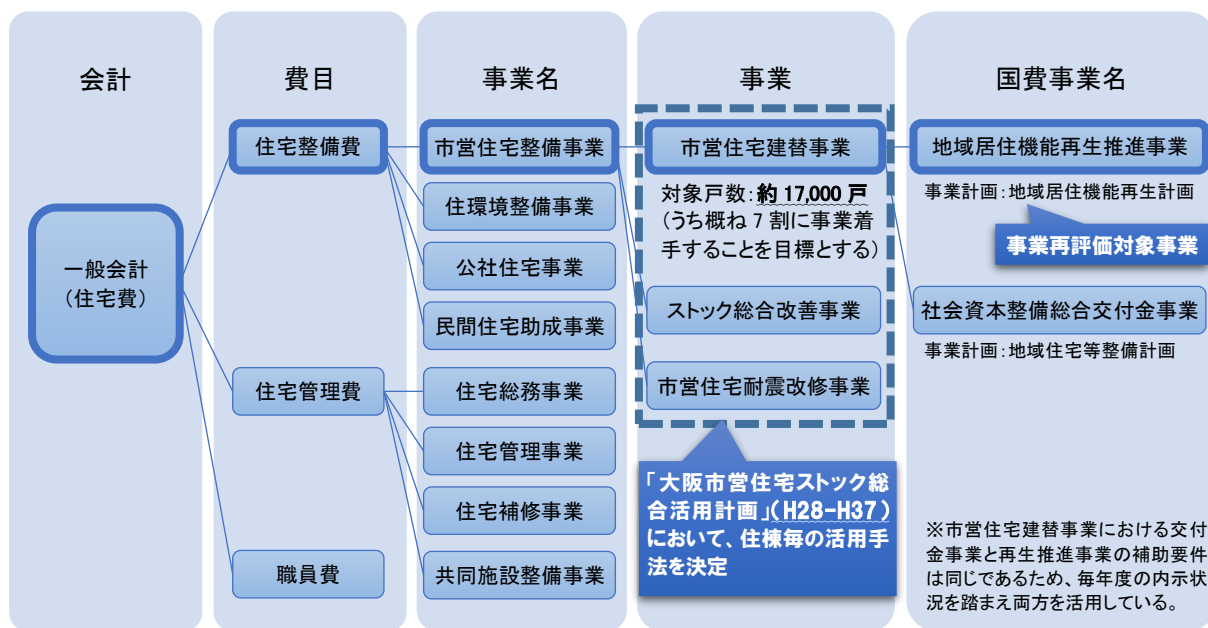 会計
一般会計
(住宅費)
費目
住宅整備費
住宅管理費
職員費
事業名
市営住宅整備事業
住環境整備事業
公社住宅事業
民間住宅助成事業
住宅総務事業
住宅管理事業
住宅補修事業
共同施設整備事業
事業
市営住宅建替事業
対象戸数:約 17,000 戸
(うち概ね 7 割に事業着
手することを目標とする)
ストック総合改善事業
市営住宅耐震改修事業
「大阪市営住宅ストック総
合活用計画」(H28-H37)
において、住棟毎の活用手
法を決定
国費事業名
地域居住機能再生推進事業
事業計画:地域居住機能再生計画
事業再評価対象事業
社会資本整備総合交付金事業
事業計画:地域住宅等整備計画
※市営住宅建替事業における交付
金事業と再生推進事業の補助要件
は同じであるため、毎年度の内示状
況を踏まえ両方を活用している。